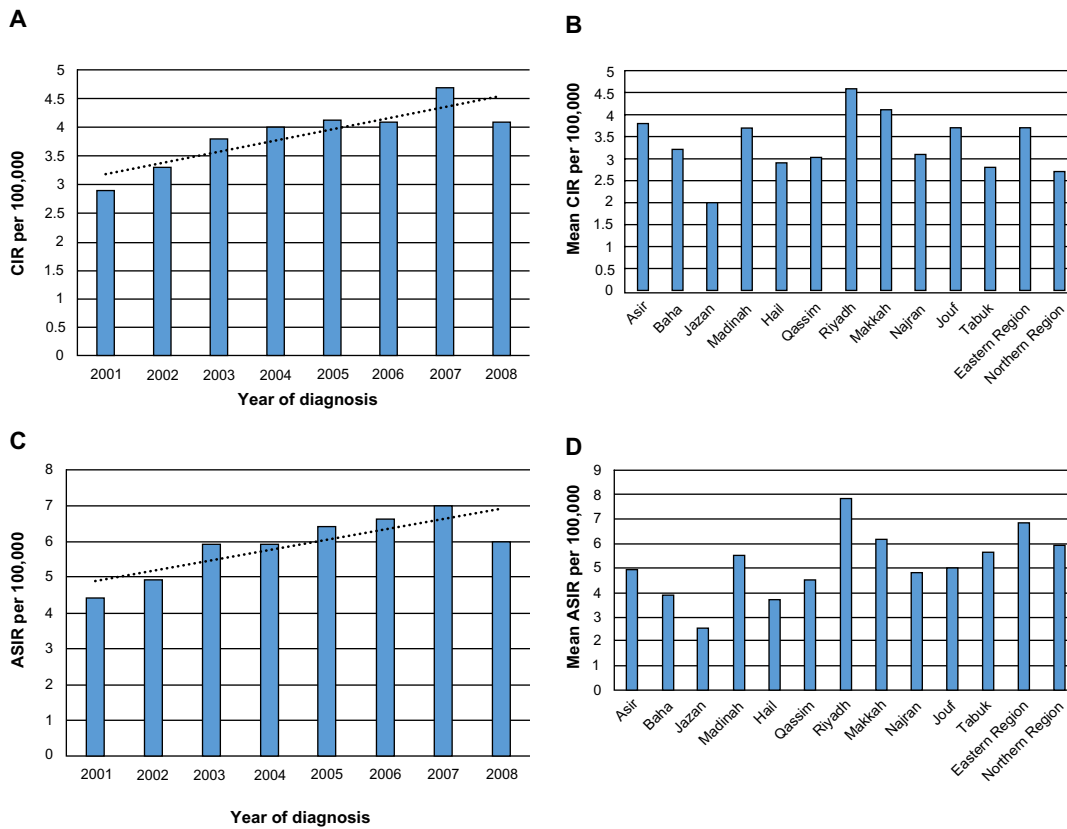 A
CIR per 100,000
5
4.5
4
3.5
3
2.5
2
1.5
1
0.5
0
2001 2002 2003 2004 2005 2006 2007 2008
Year of diagnosis
B
Mean CIR per 100,000
5
4.5
4
3.5
3
2.5
2
1.5
1
0.5
0
Asir Baha Jazan Madinah Hail Qassim Riyadh Makkah Najran Jouf Tabuk Eastern Region Northern Region
C
ASIR per 100,000
8
7
6
5
4
3
2
1
0
2001 2002 2003 2004 2005 2006 2007 2008
Year of diagnosis
D
Mean ASIR per 100,000
9
8
7
6
5
4
3
2
1
0
Asir Baha Jazan Madinah Hail Qassim Riyadh Makkah Najran Jouf Tabuk Eastern Region Northern Region